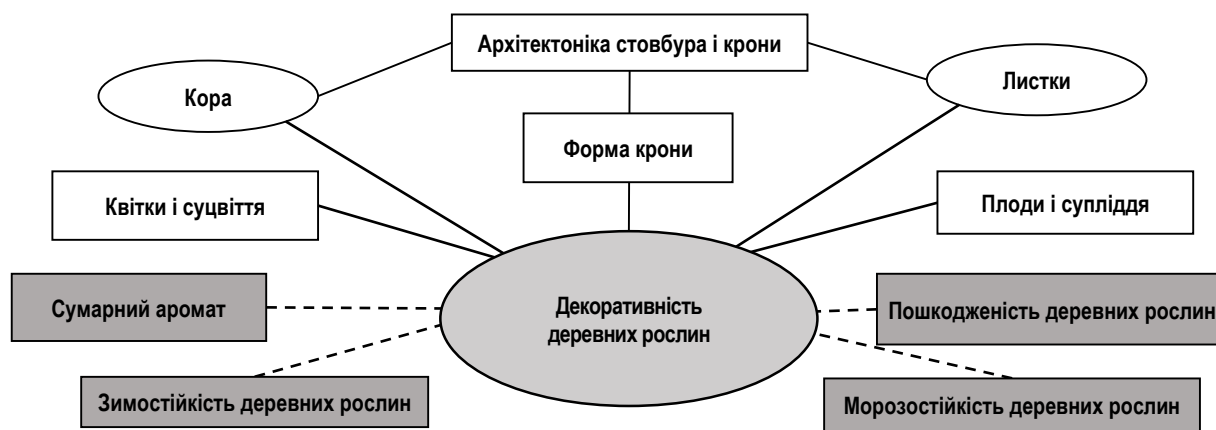 Архітектоніка стовбура і крони
Кора
Листки
Форма крони
Квітки і суцвіття
Плоди і супліддя
Сумарний аромат
Декоративність
деревних рослин
Пошкодженість деревних рослин
Зимостійкість деревних рослин
Морозостійкість деревних рослин